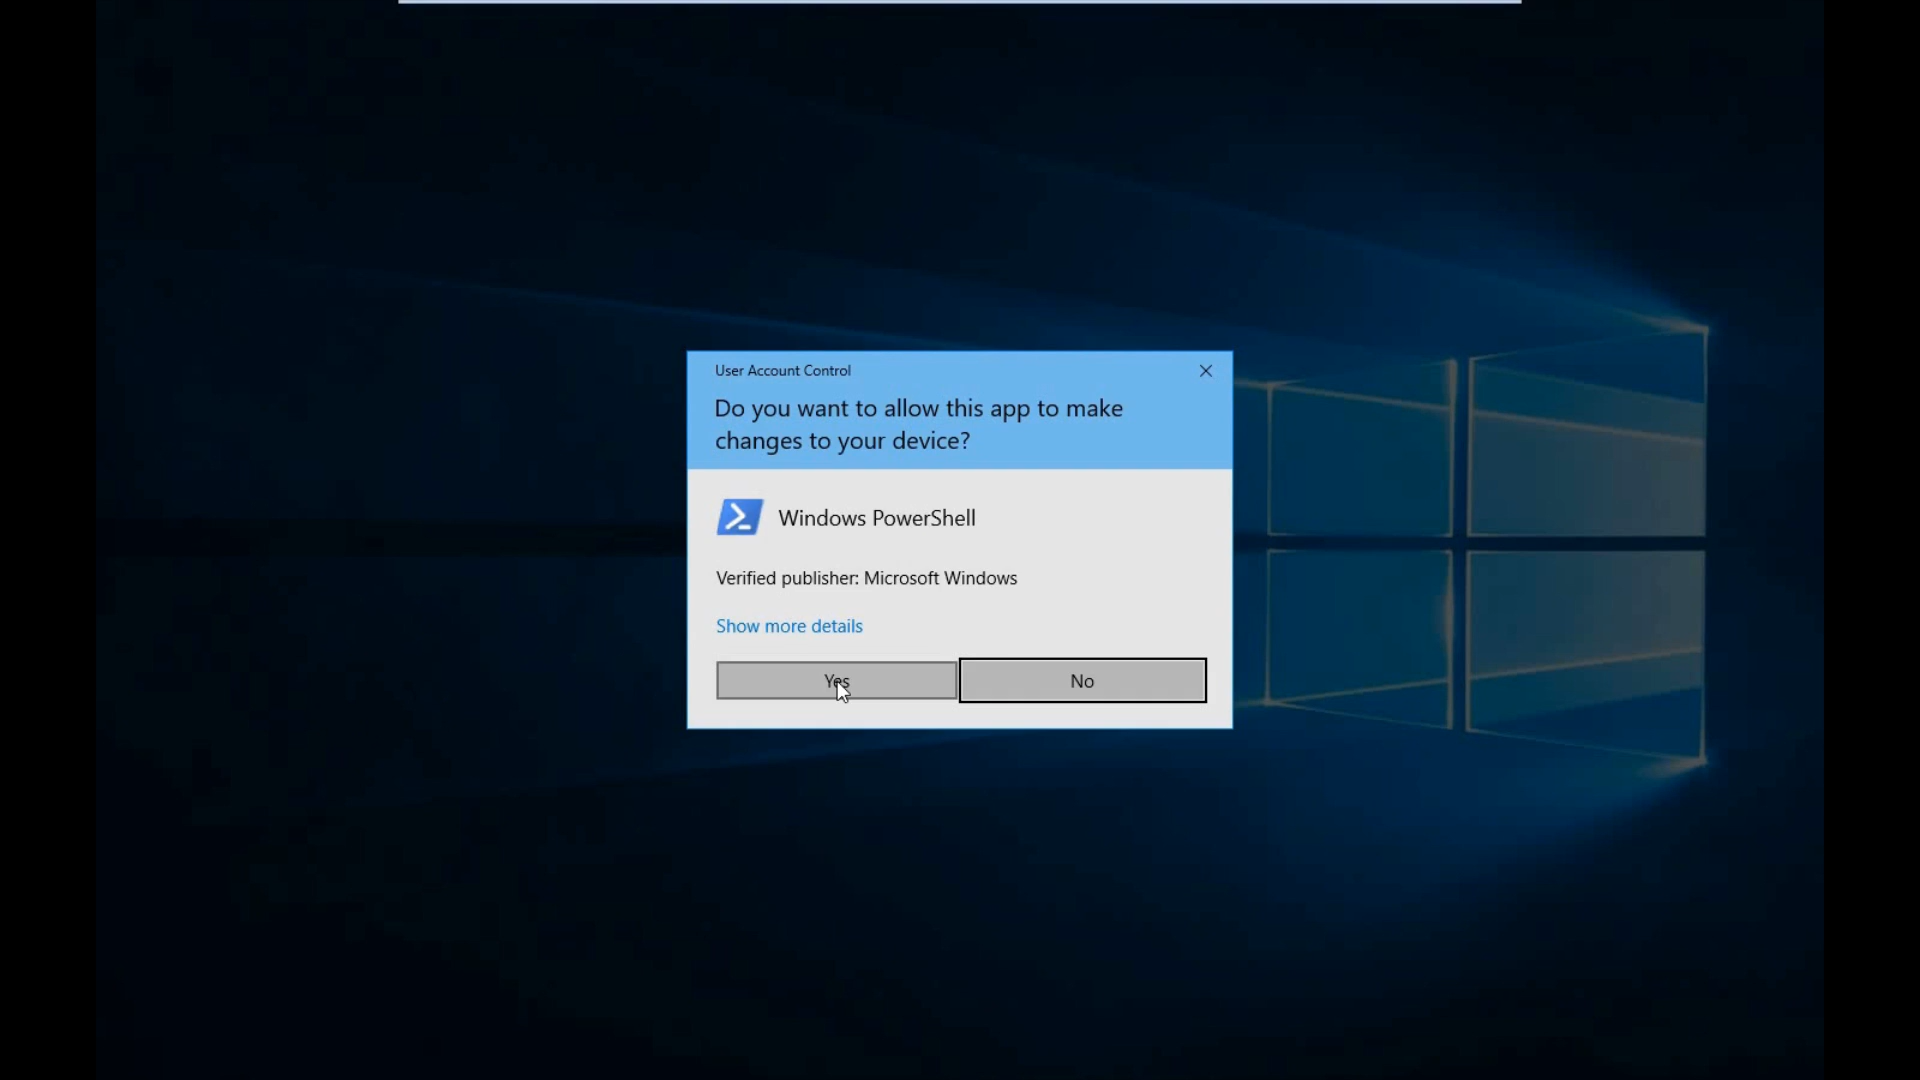 User Account Control
Do you want to allow this app to make
changes to your device?
Windows PowerShell
Verified publisher: Microsoft Windows
Show more details
Yes
No